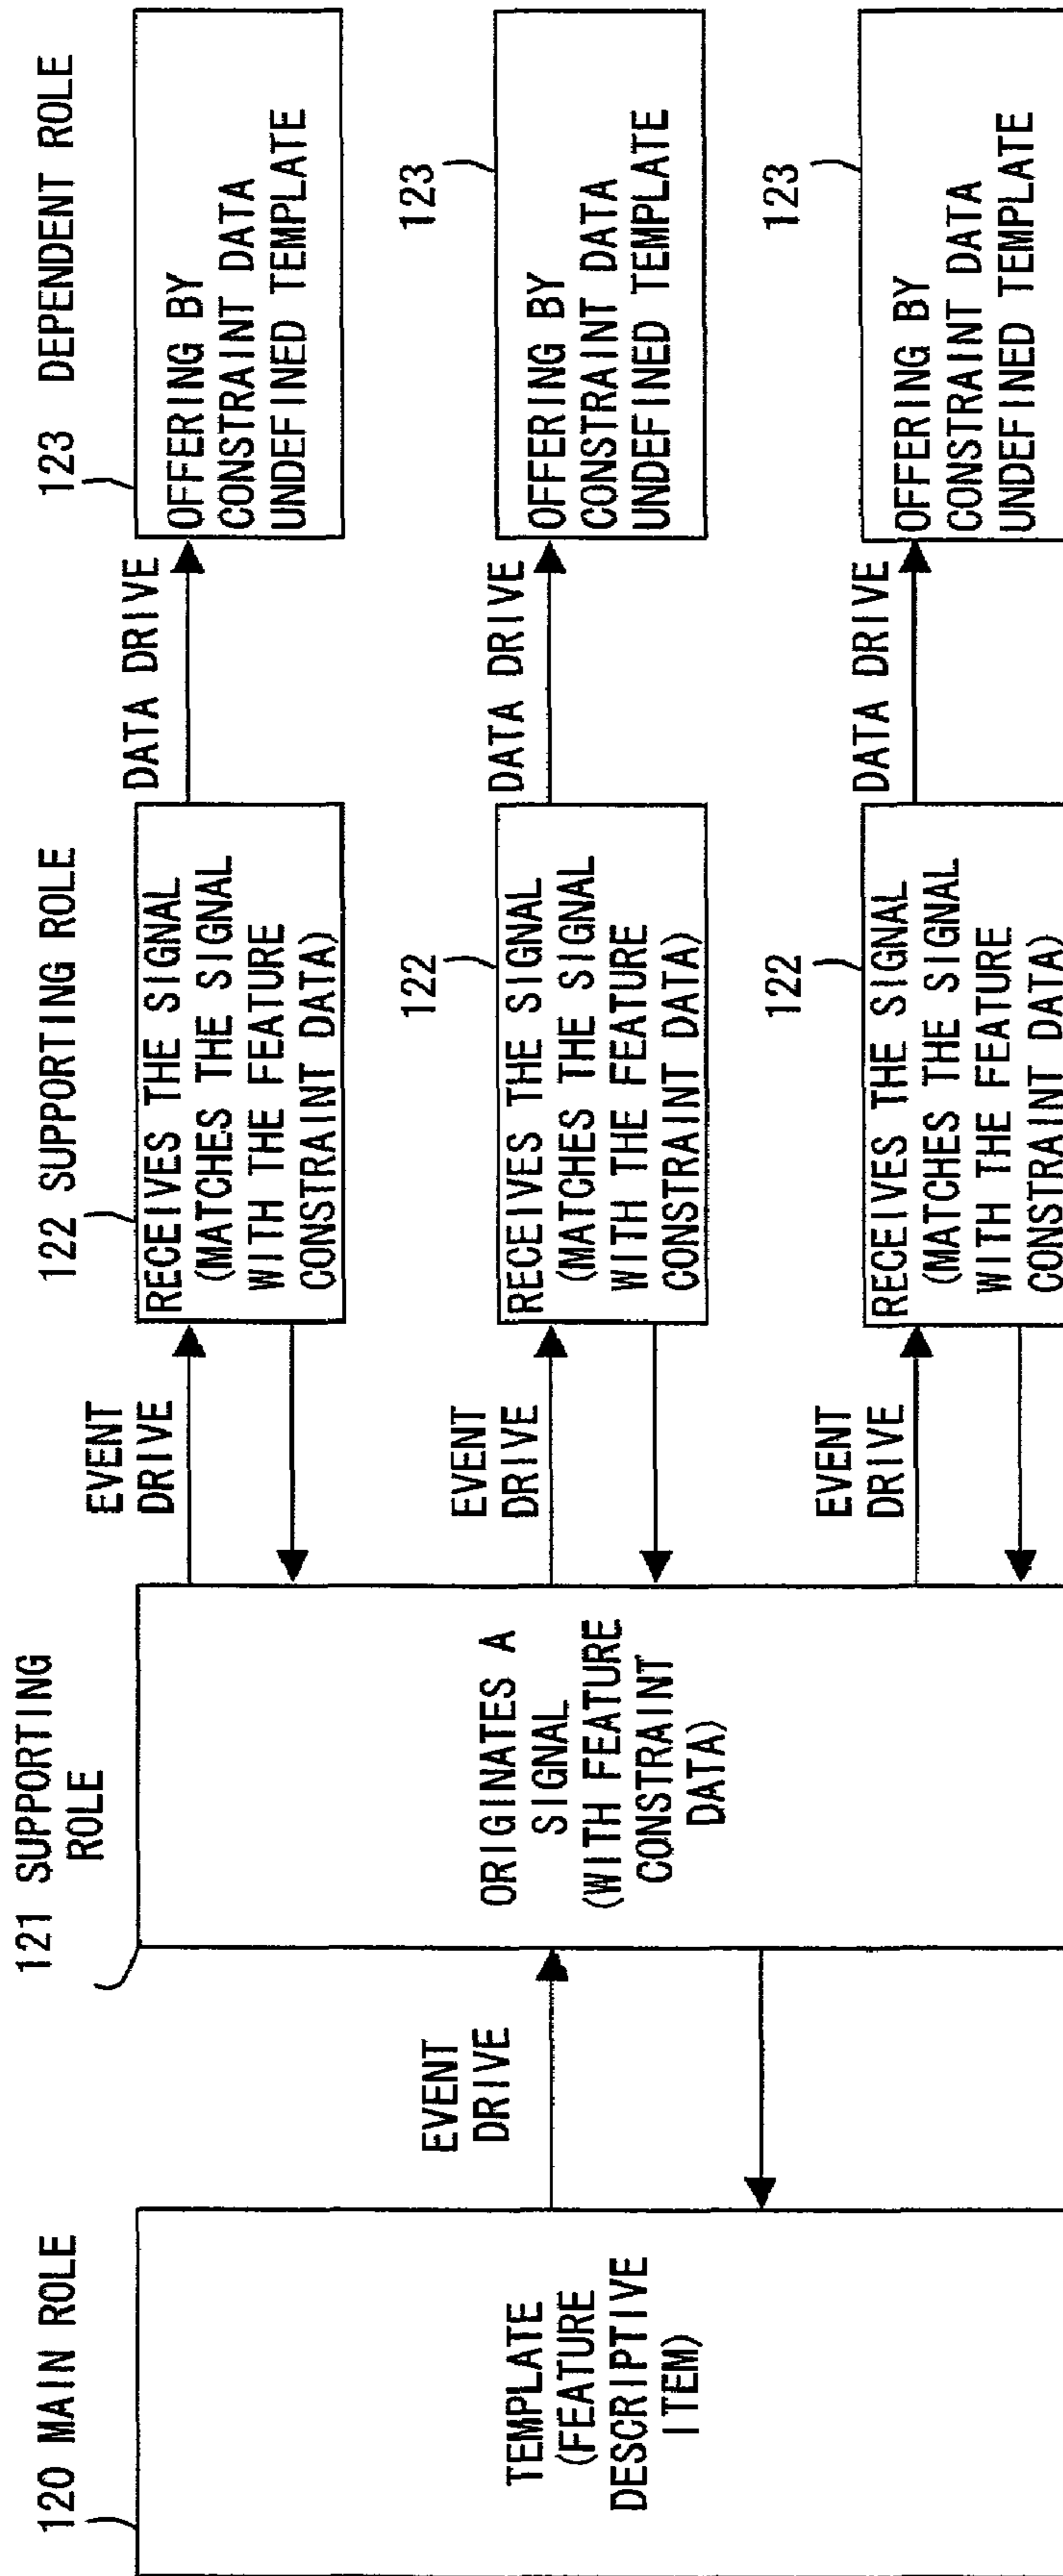 120 MAIN ROLE
TEMPLATE
(FEATURE
DESCRIPTIVE
ITEM)
EVENT
DRIVE
121 SUPPORTING
ROLE
ORIGINATES A
SIGNAL
(WITH FEATURE
CONSTRAINT
DATA)
EVENT
DRIVE
122 SUPPORTING ROLE
RECEIVES THE SIGNAL
(MATCHES THE SIGNAL
WITH THE FEATURE
CONSTRAINT DATA)
DATA DRIVE
123 DEPENDENT ROLE
OFFERING BY
CONSTRAINT DATA
UNDEFINED TEMPLATE
EVENT
DRIVE
122
RECEIVES THE SIGNAL
(MATCHES THE SIGNAL
WITH THE FEATURE
CONSTRAINT DATA)
DATA DRIVE
123
OFFERING BY
CONSTRAINT DATA
UNDEFINED TEMPLATE
EVENT
DRIVE
122
RECEIVES THE SIGNAL
(MATCHES THE SIGNAL
WITH THE FEATURE
CONSTRAINT DATA)
DATA DRIVE
123
OFFERING BY
CONSTRAINT DATA
UNDEFINED TEMPLATE